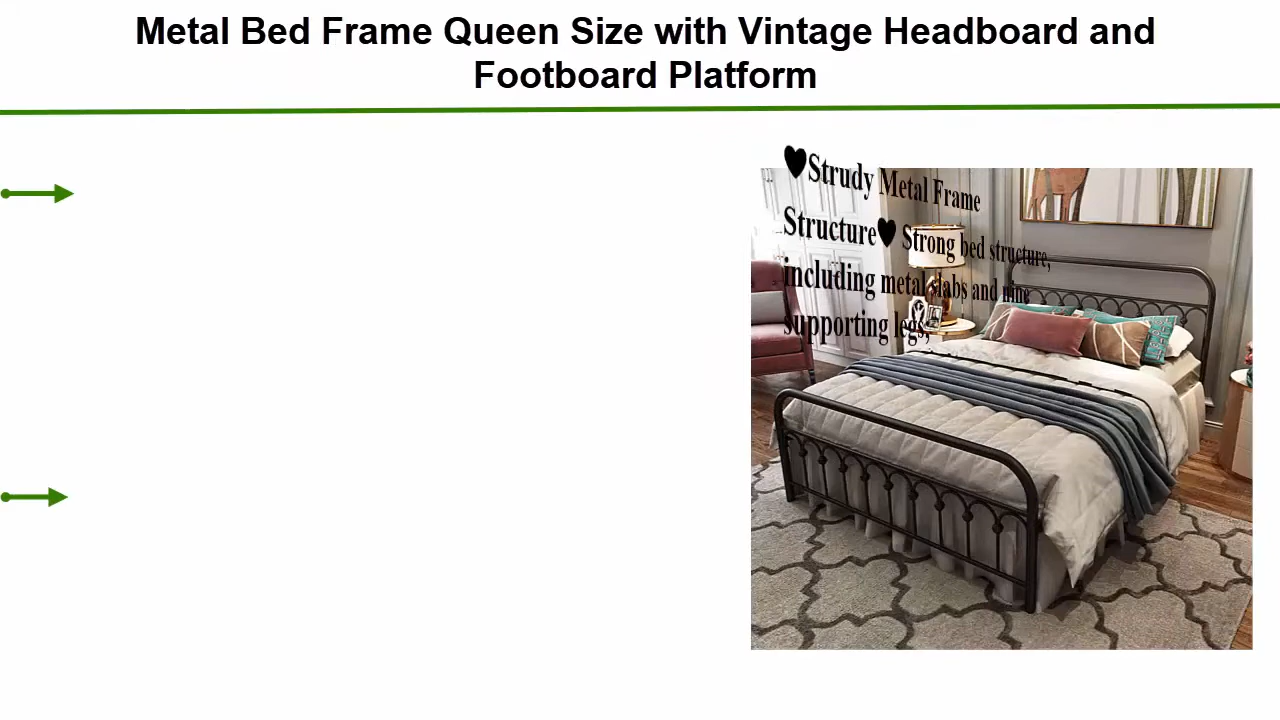 Metal Bed Frame Queen Size with Vintage Headboard and
Footboard Platform
♥Strudy Metal Frame
Structure♥ Strong bed structure,
including metal slabs and nine
supporting legs,